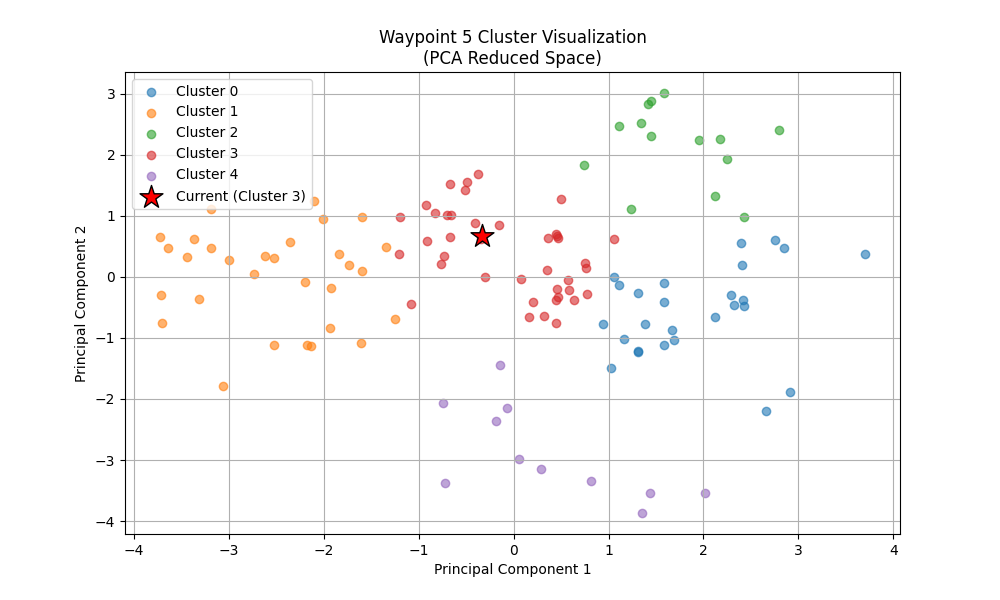 Waypoint 5 Cluster Visualization
(PCA Reduced Space)
Cluster 0
Cluster 1
Cluster 2
Cluster 3
Cluster 4
Current (Cluster 3)
Principal Component 2
3
2
1
0
−1
−2
−3
−4
−4
−3
−2
−1
0
1
2
3
4
Principal Component 1